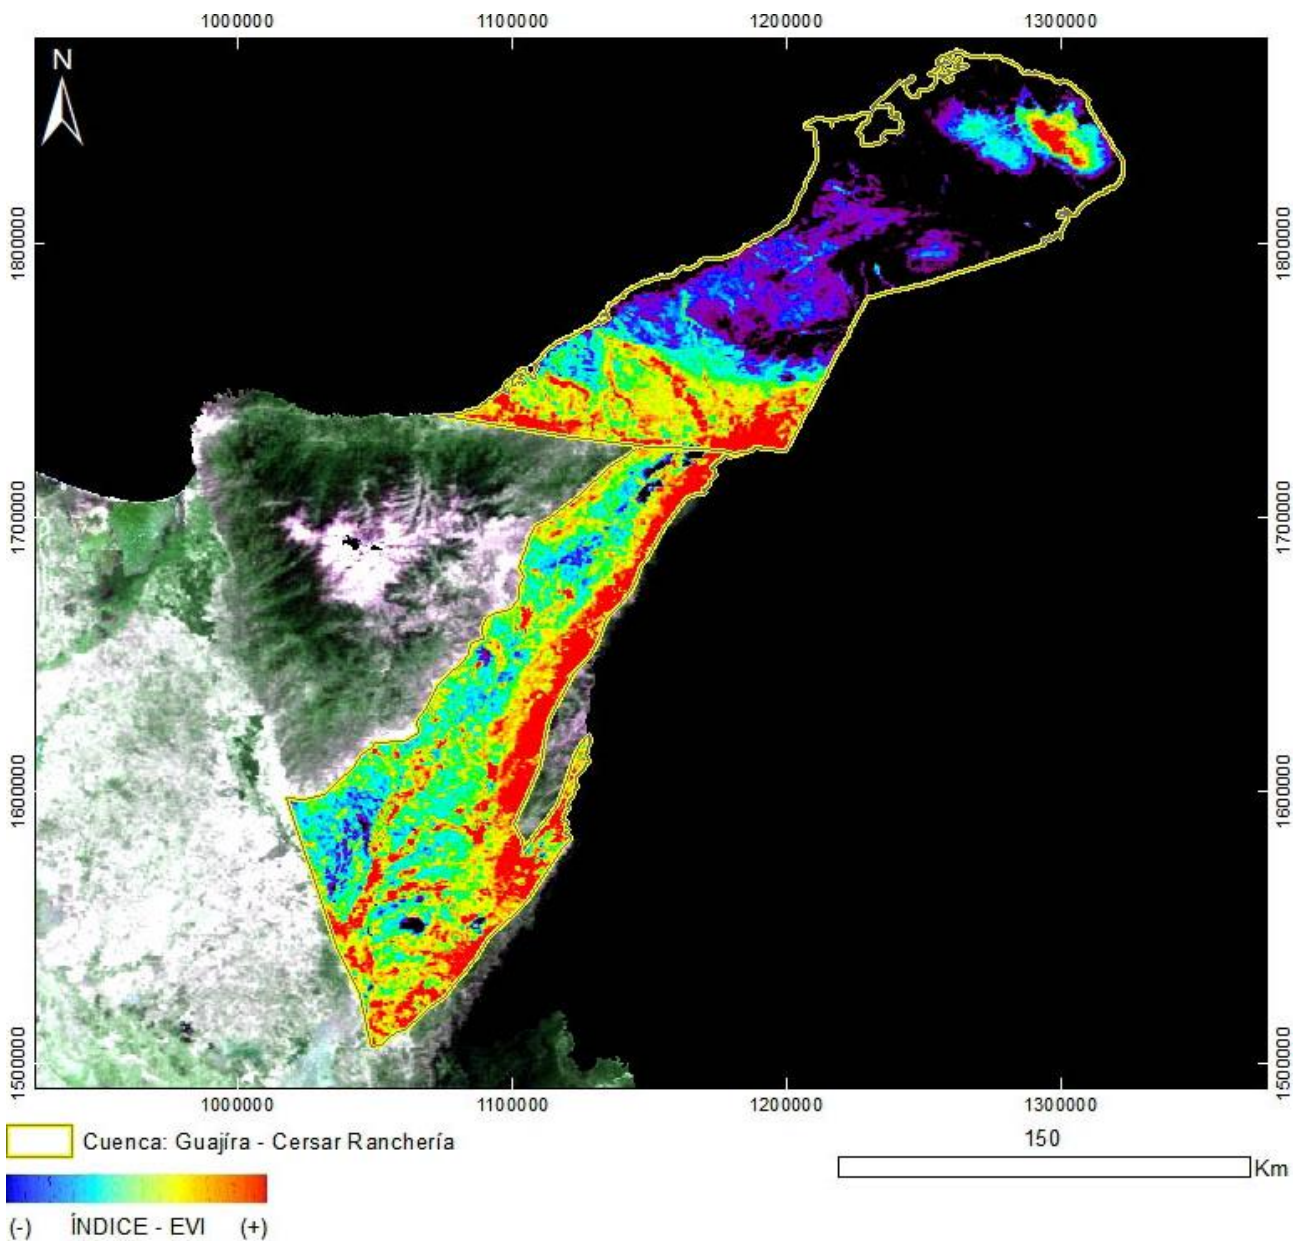 1000000 1100000 1200000 1300000
N
1800000 1800000
1700000 1700000
1600000 1600000
1500000 1500000
1000000 1100000 1200000 1300000
Cuenca: Guajíra - Cersar Ranchería
150
Km
(-) ÍNDICE - EVI (+)